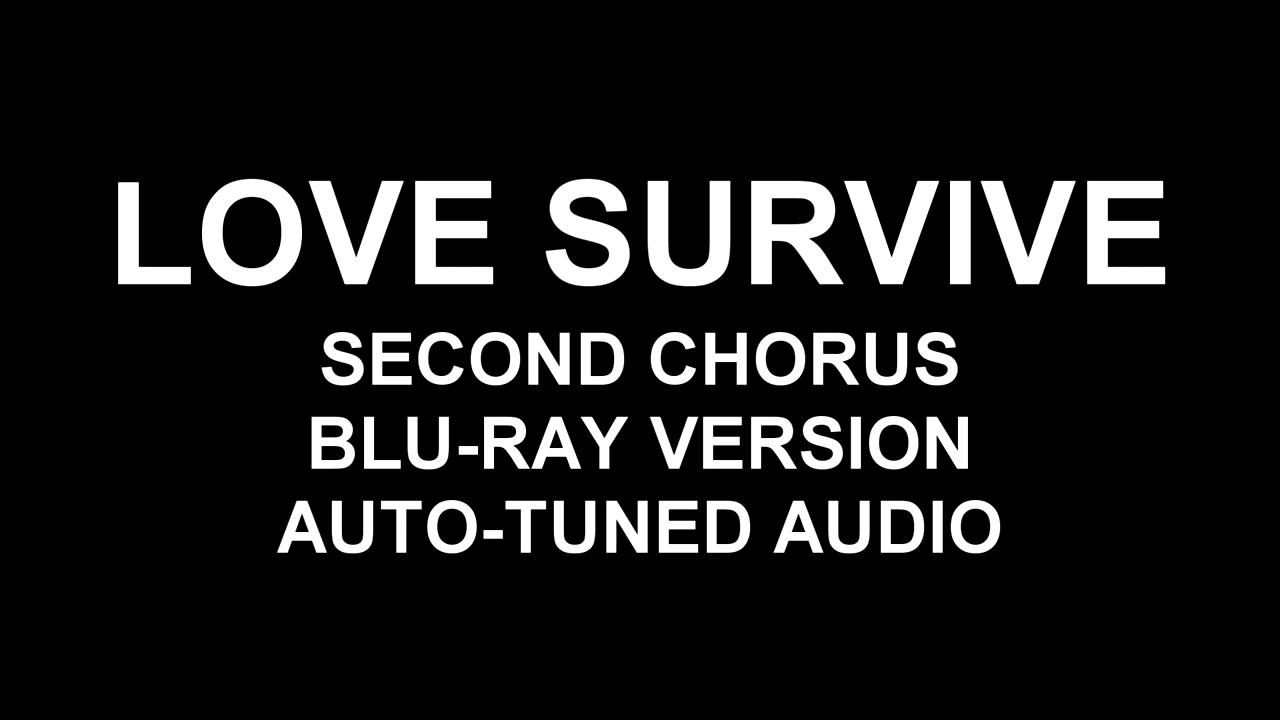 LOVE SURVIVE
SECOND CHORUS
BLU-RAY VERSION
AUTO-TUNED AUDIO